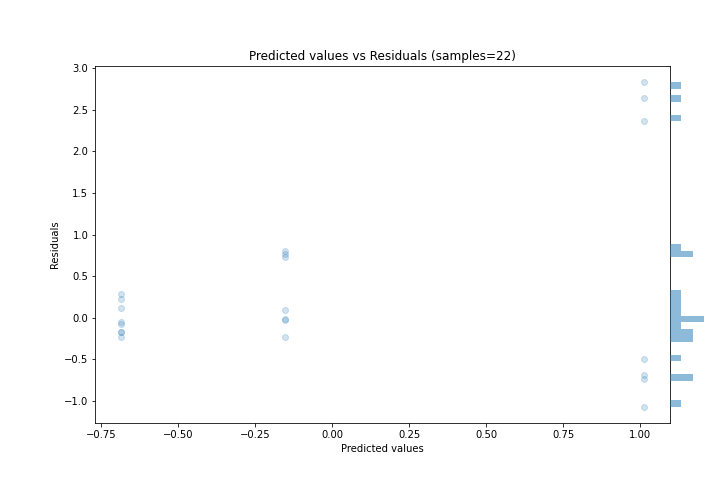 Predicted values vs Residuals (samples=22)
3.0
2.5
2.0
1.5
1.0
0.5
0.0
−0.5
−1.0
Residuals
−0.75 −0.50 −0.25 0.00 0.25 0.50 0.75 1.00
Predicted values